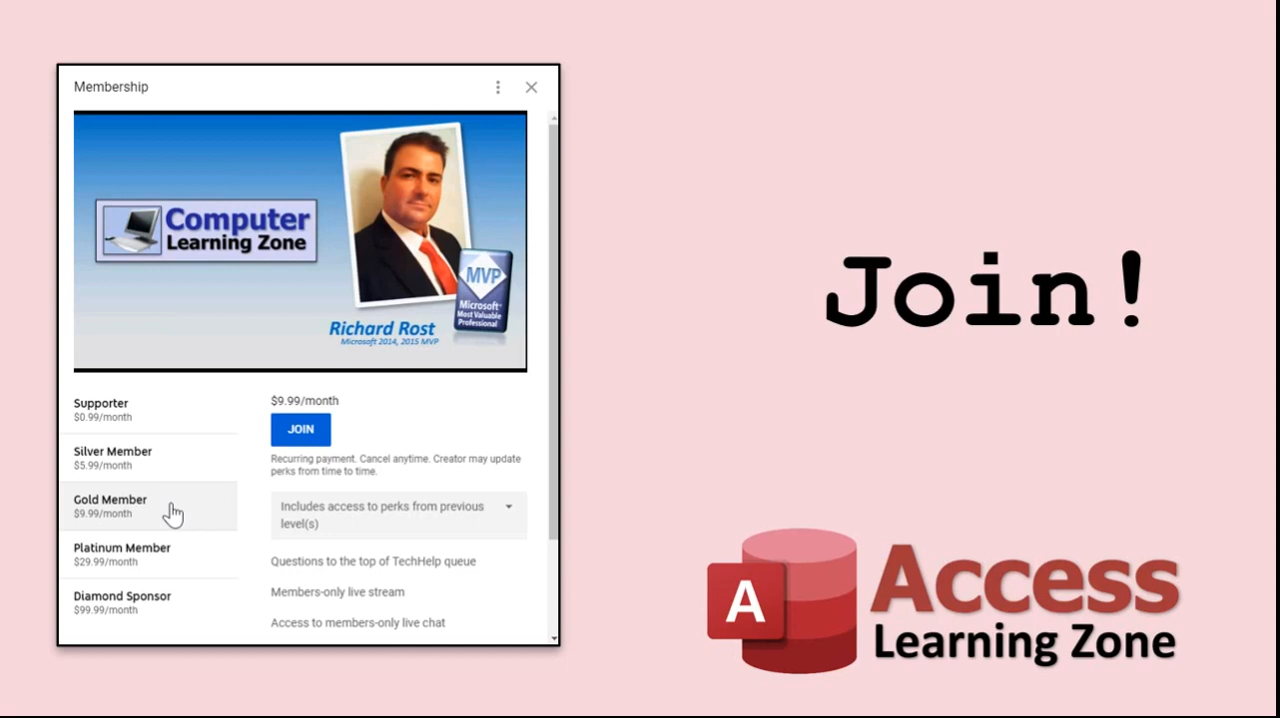 Membership
Computer
Learning Zone
MVP
Microsoft®
Most Valuable
Professional
Richard Rost
Microsoft 2014, 2015 MVP
Supporter
$0.99/month
Silver Member
$5.99/month
Gold Member
$9.99/month
Platinum Member
$29.99/month
Diamond Sponsor
$99.99/month
$9.99/month
JOIN
Recurring payment. Cancel anytime. Creator may update
perks from time to time.
Includes access to perks from previous
level(s)
Questions to the top of TechHelp queue
Members-only live stream
Access to members-only live chat
Join!
A
Access
Learning Zone